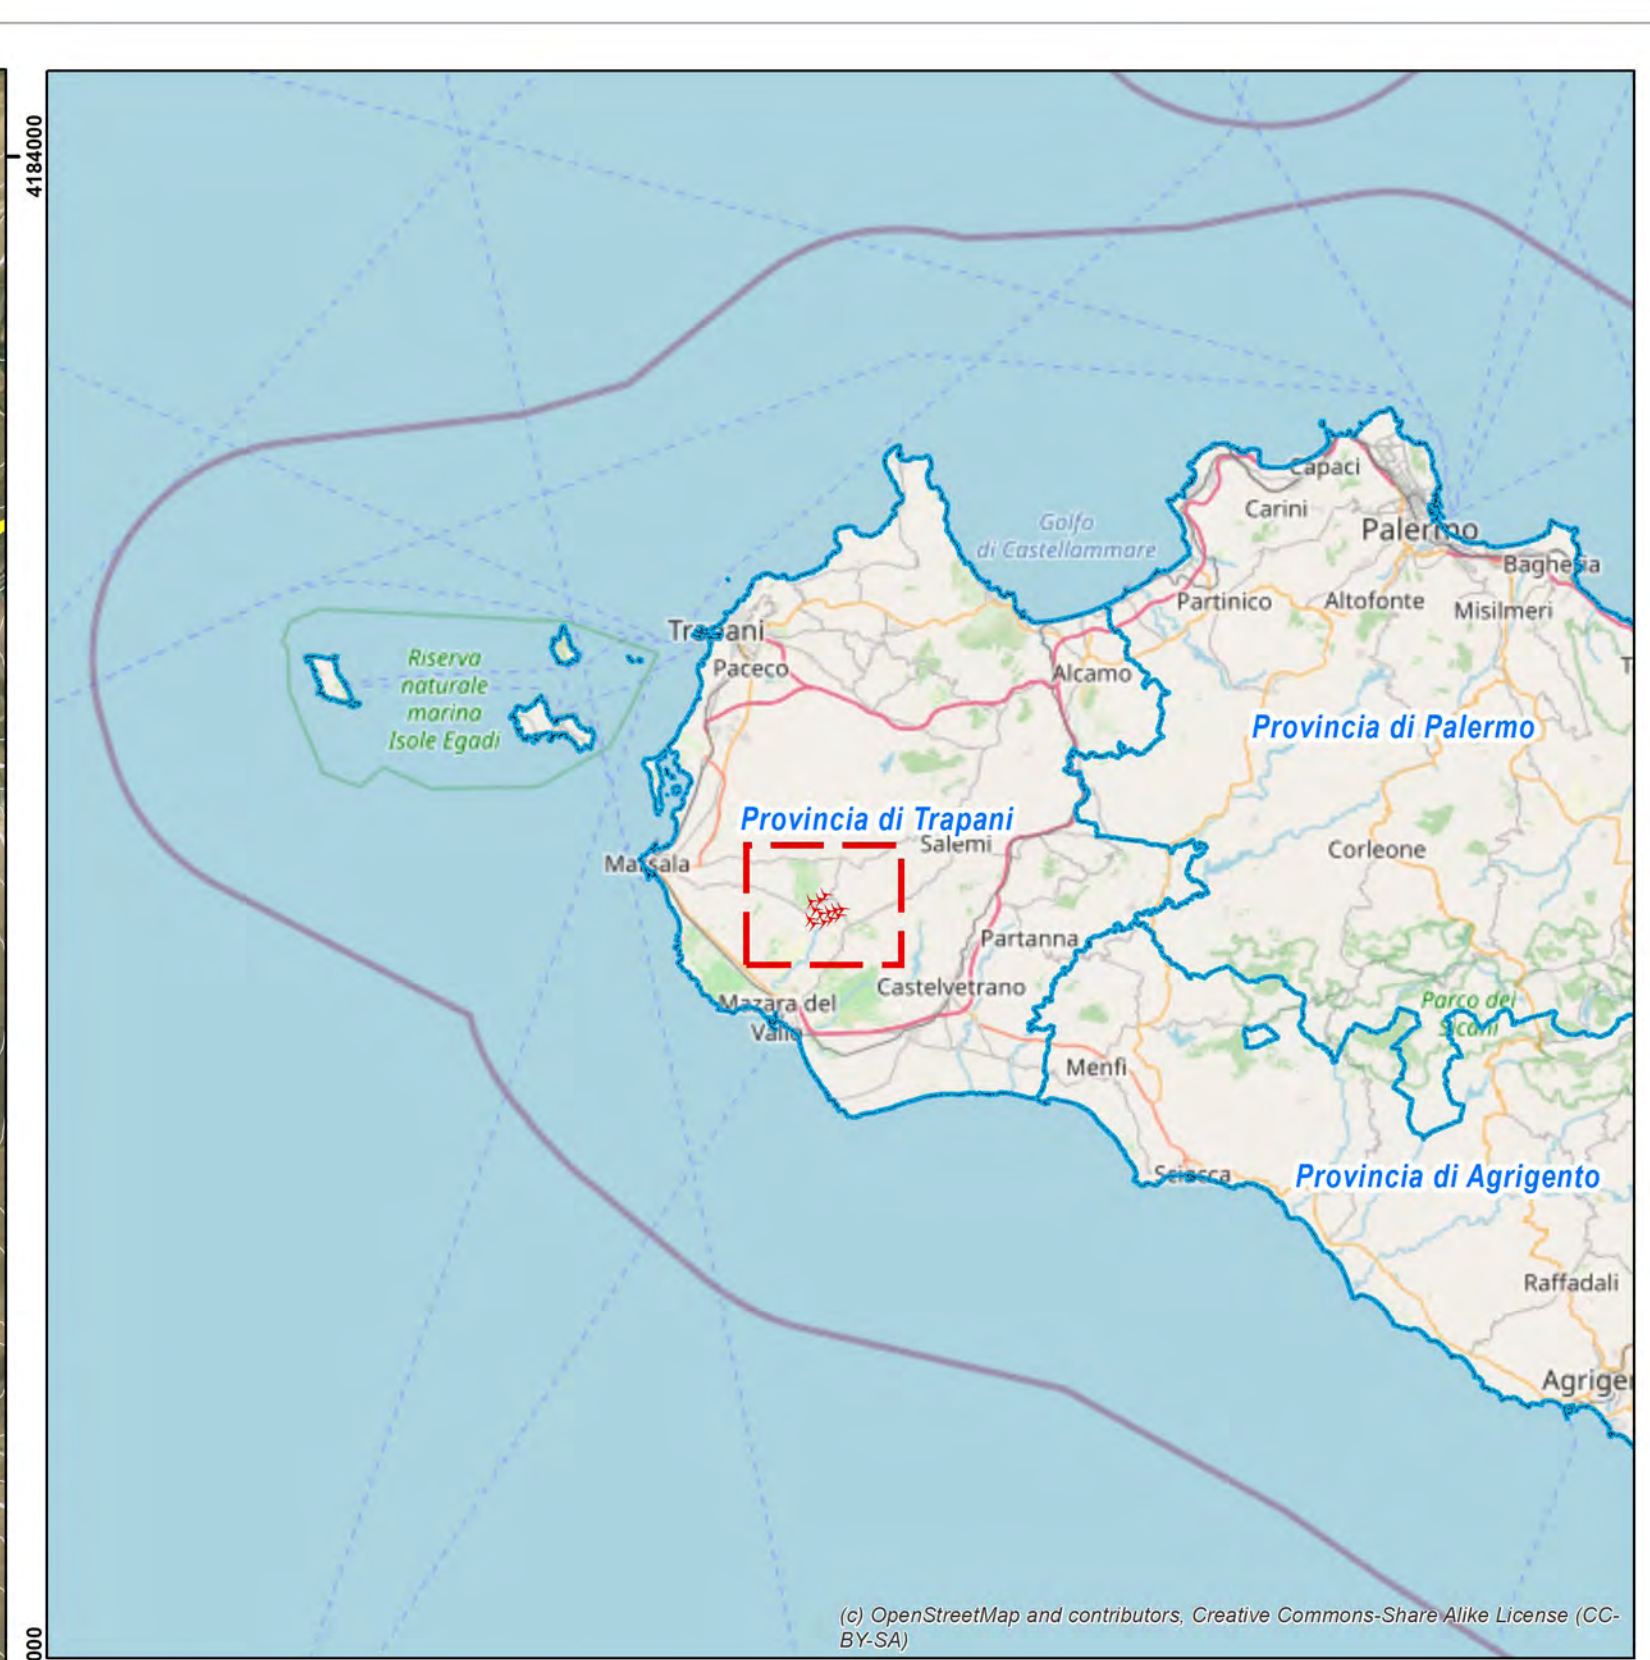 4184000
000
Capaci
Carini
Palermo
Golfo
di Castellammare
Bagheria
Partinico
Altofonte
Misilmeri
Trapani
Paceco
Alcamo
Riserva
naturale
marina
Isole Egadi
Provincia di Palermo
Provincia di Trapani
Salemi
Corleone
Marsala
Partanna
Castelvetrano
Mazara del
Vallo
Parco dei
Sicani
Menfi
Sciacca
Provincia di Agrigento
Raffadali
Agrige
(c) OpenStreetMap and contributors, Creative Commons-Share Alike License (CC-
BY-SA)